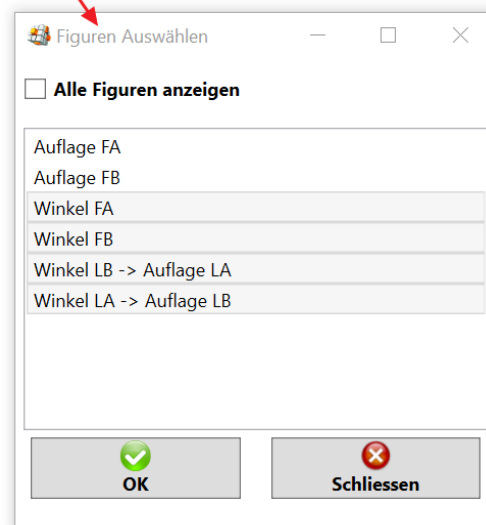 Figuren Auswählen
Alle Figuren anzeigen
Auflage FA
Auflage FB
Winkel FA
Winkel FB
Winkel LB -> Auflage LA
Winkel LA -> Auflage LB
OK
Schliessen